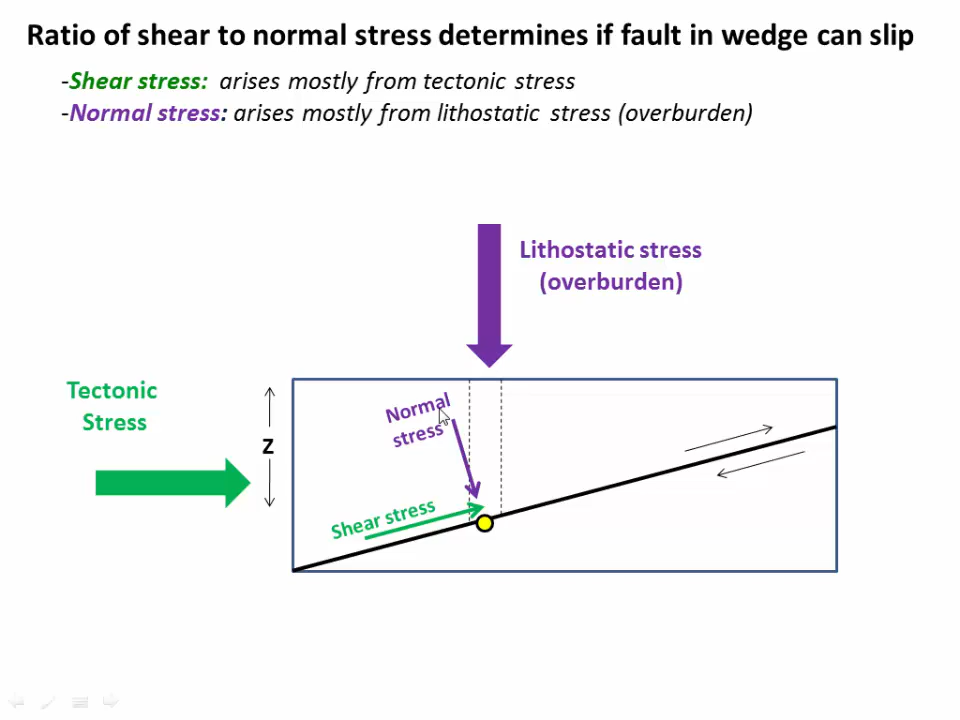 Ratio of shear to normal stress determines if fault in wedge can slip
-Shear stress: arises mostly from tectonic stress
-Normal stress: arises mostly from lithostatic stress (overburden)
Lithostatic stress
(overburden)
Tectonic
Stress
Z
Normal
stress
Shear stress